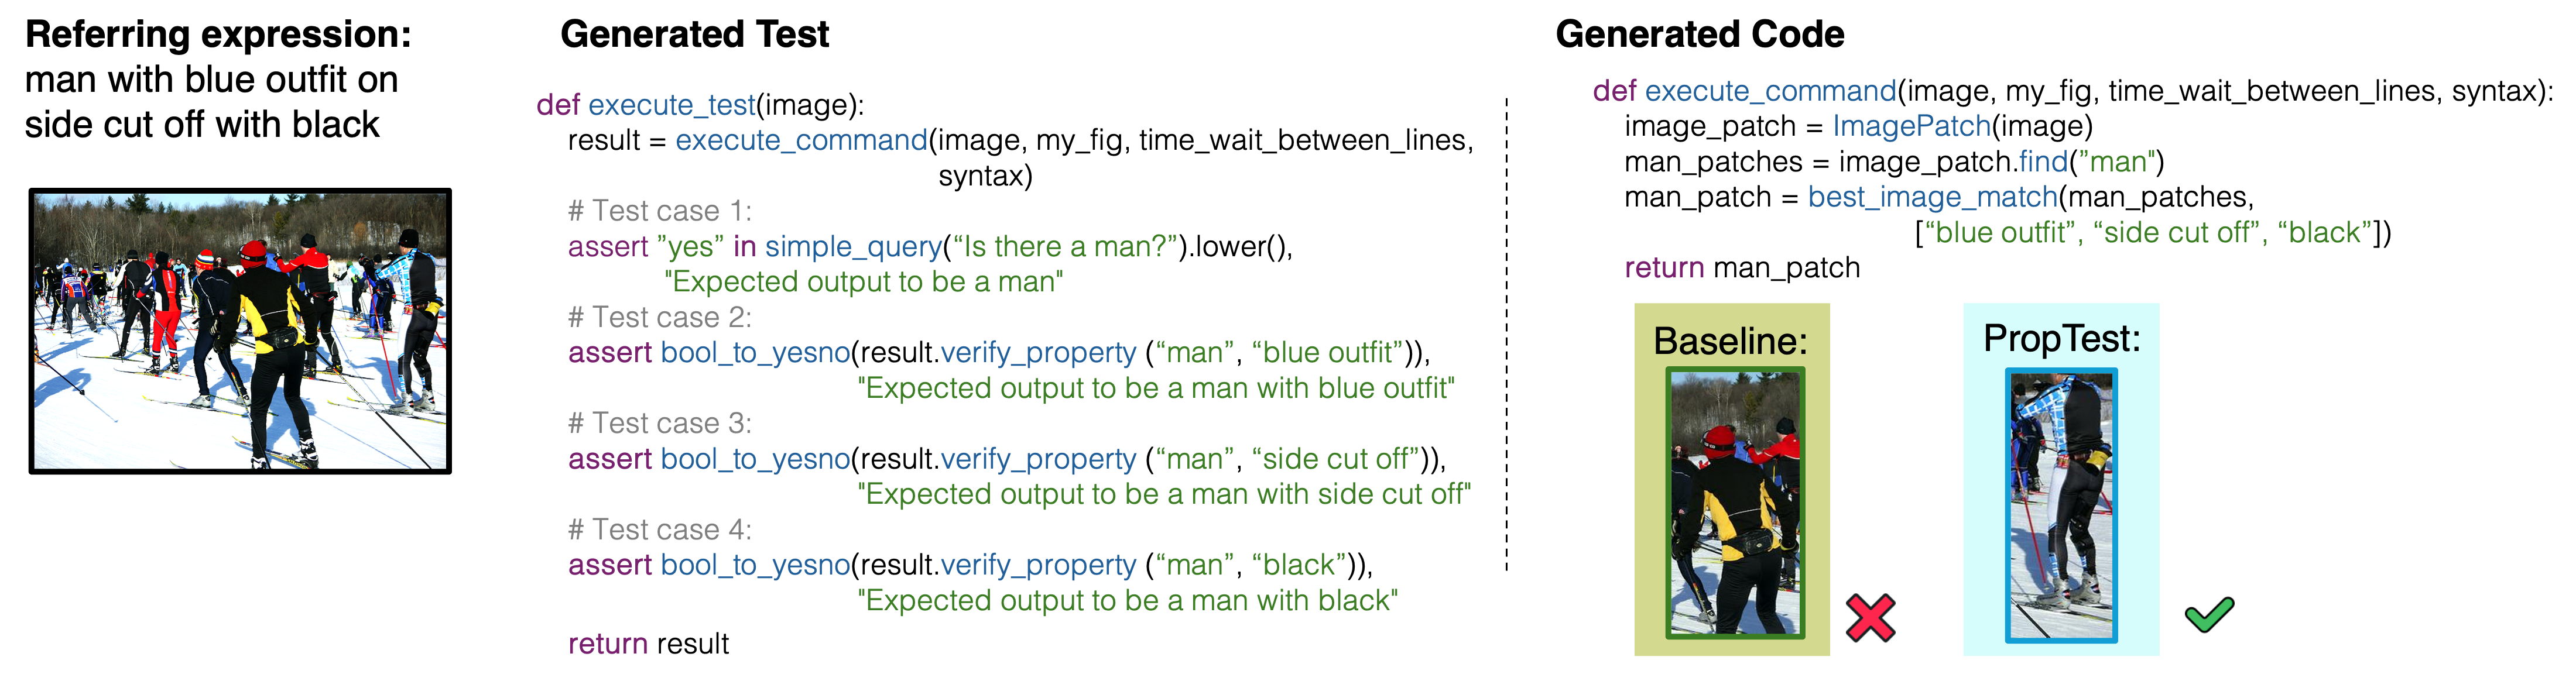 Referring expression:
man with blue outfit on
side cut off with black
Generated Test
def execute_test(image):
result = execute_command(image, my_fig, time_wait_between_lines,
syntax)
# Test case 1:
assert ”yes” in simple_query(“Is there a man?”).lower(),
"Expected output to be a man"
# Test case 2:
assert bool_to_yesno(result.verify_property (“man”, “blue outfit”)),
"Expected output to be a man with blue outfit"
# Test case 3:
assert bool_to_yesno(result.verify_property (“man”, “side cut off”)),
"Expected output to be a man with side cut off"
# Test case 4:
assert bool_to_yesno(result.verify_property (“man”, “black”)),
"Expected output to be a man with black"
return result
Generated Code
def execute_command(image, my_fig, time_wait_between_lines, syntax):
image_patch = ImagePatch(image)
man_patches = image_patch.find(”man")
man_patch = best_image_match(man_patches,
[“blue outfit”, “side cut off”, “black”])
return man_patch
Baseline:
PropTest: